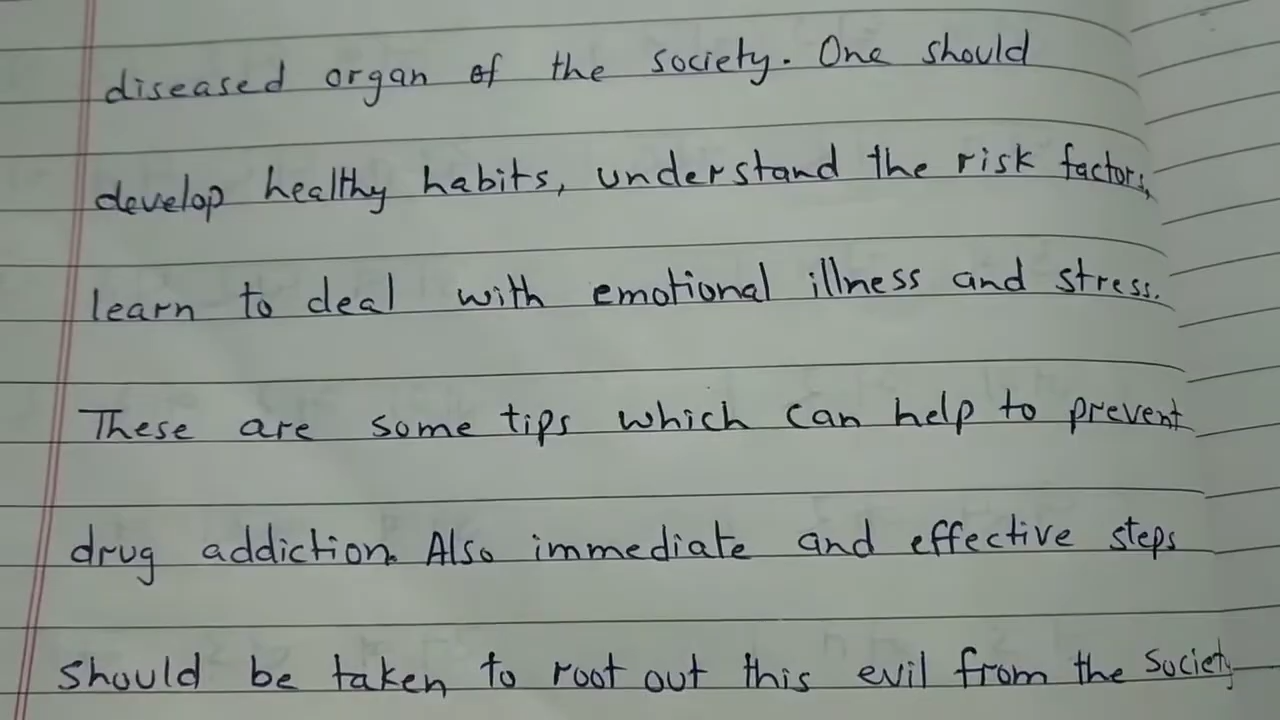 diseased organ of the society. One should
develop healthy habits, understand the risk factors,
learn to deal with emotional illness and stress.
These are some tips which can help to prevent
drug addiction. Also immediate and effective steps
should be taken to root out this evil from the society